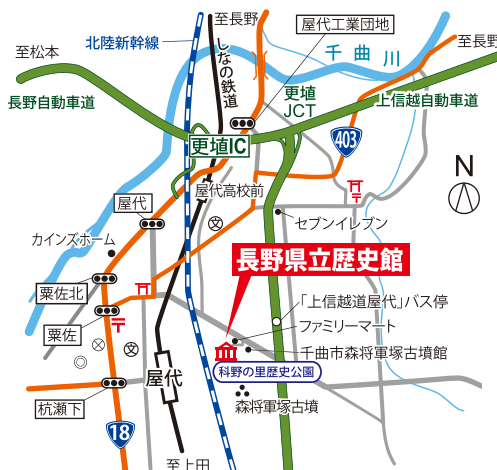 至長野
屋代工業団地
北陸新幹線
しなの鉄道
千曲川
至長野
至松本
長野自動車道
更埴
JCT
上信越自動車道
更埴IC
403
N
屋代高校前
屋代
セブンイレブン
カインズホーム
長野県立歴史館
粟佐北
「上信越道屋代」バス停
粟佐
ファミリーマート
千曲市森将軍塚古墳館
屋代
科野の里歴史公園
杭瀬下
森将軍塚古墳
18
至上田